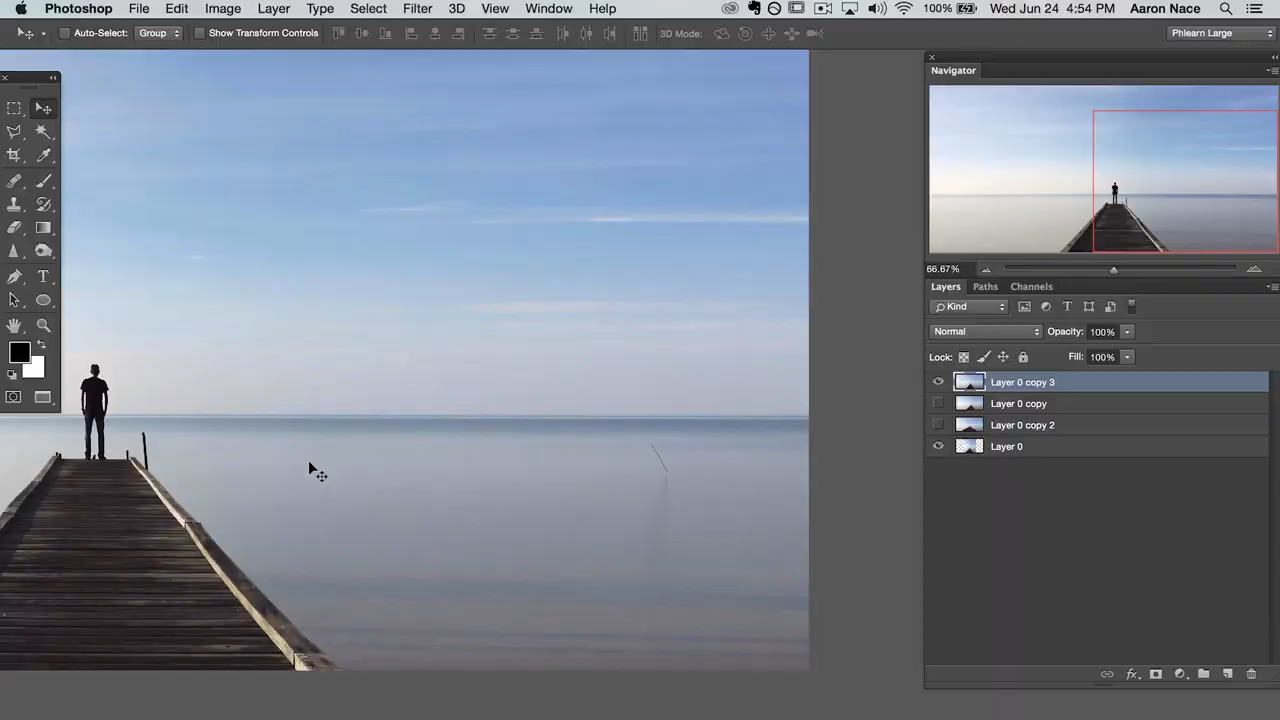 Photoshop File Edit Image Layer Type Select Filter 3D View Window Help 100% Wed Jun 24 4:54 PM Aaron Nace
Auto-Select: Group Show Transform Controls 3D Mode: Phlearn Large
Navigator
66.67%
Layers Paths Channels
Kind
Normal Opacity: 100%
Lock: Fill: 100%
Layer 0 copy 3
Layer 0 copy
Layer 0 copy 2
Layer 0